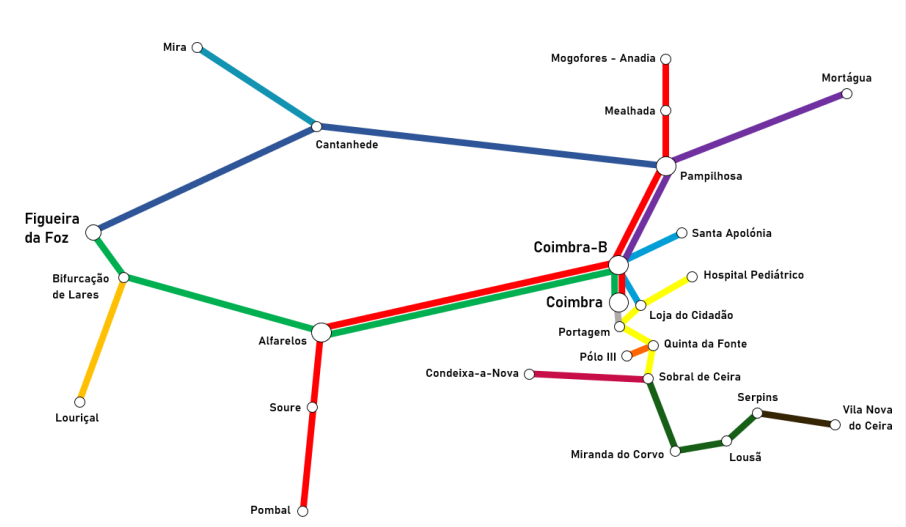 Mira
Mogofores - Anadia
Mortágua
Mealhada
Cantanhede
Pampilhosa
Figueira
da Foz
Santa Apolónia
Coimbra-B
Bifurcação
de Lares
Hospital Pediátrico
Coimbra
Loja do Cidadão
Portagem
Alfarelos
Quinta da Fonte
Pólo III
Condeixa-a-Nova
Sobral de Ceira
Serpins
Soure
Vila Nova
do Ceira
Louriçal
Miranda do Corvo
Lousã
Pombal